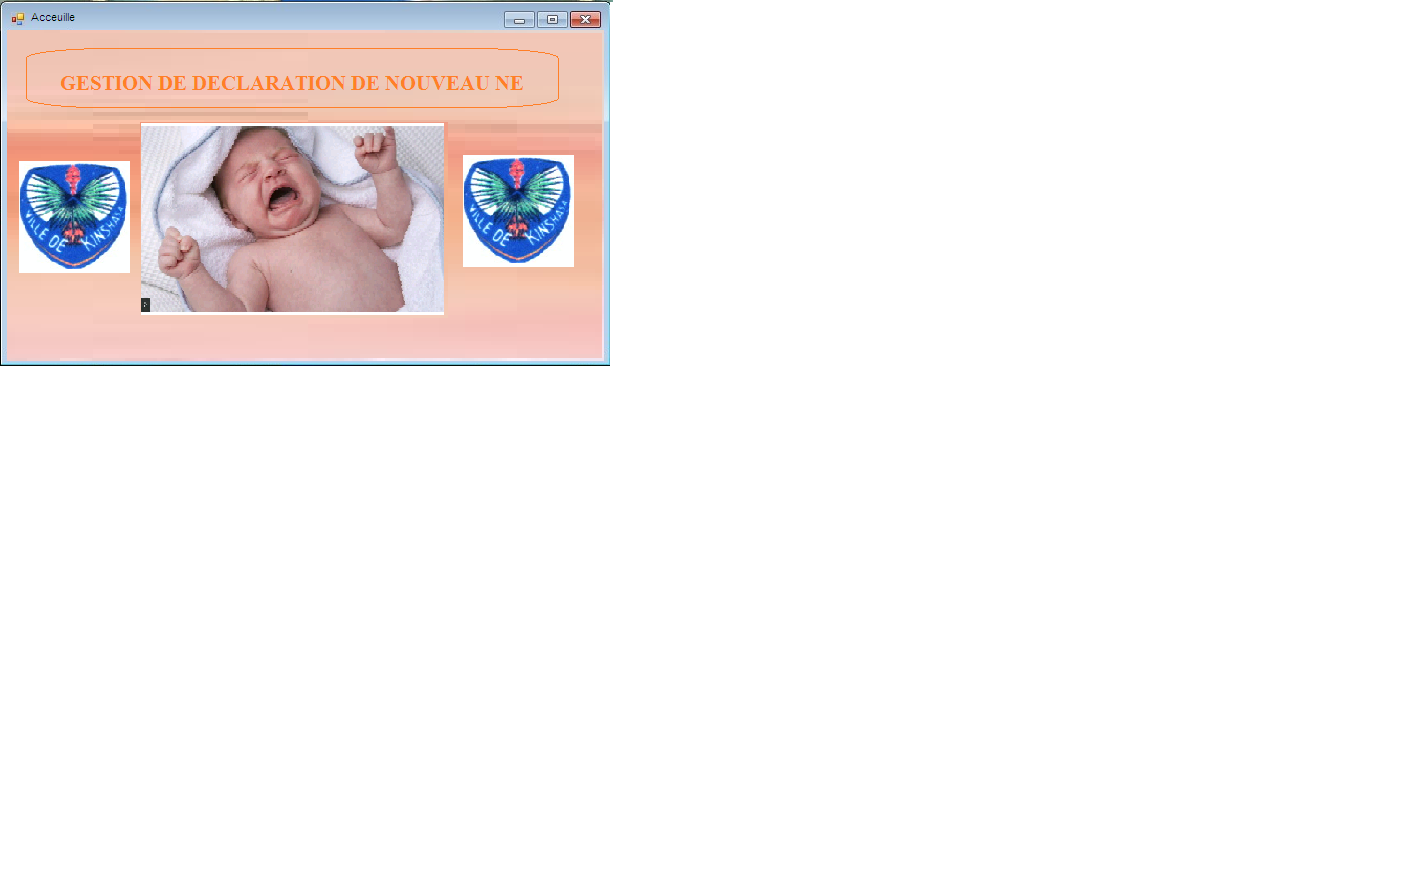 Acceuille
GESTION DE DECLARATION DE NOUVEAU NE
VILLE DE KINSHASA
VILLE DE KINSHASA